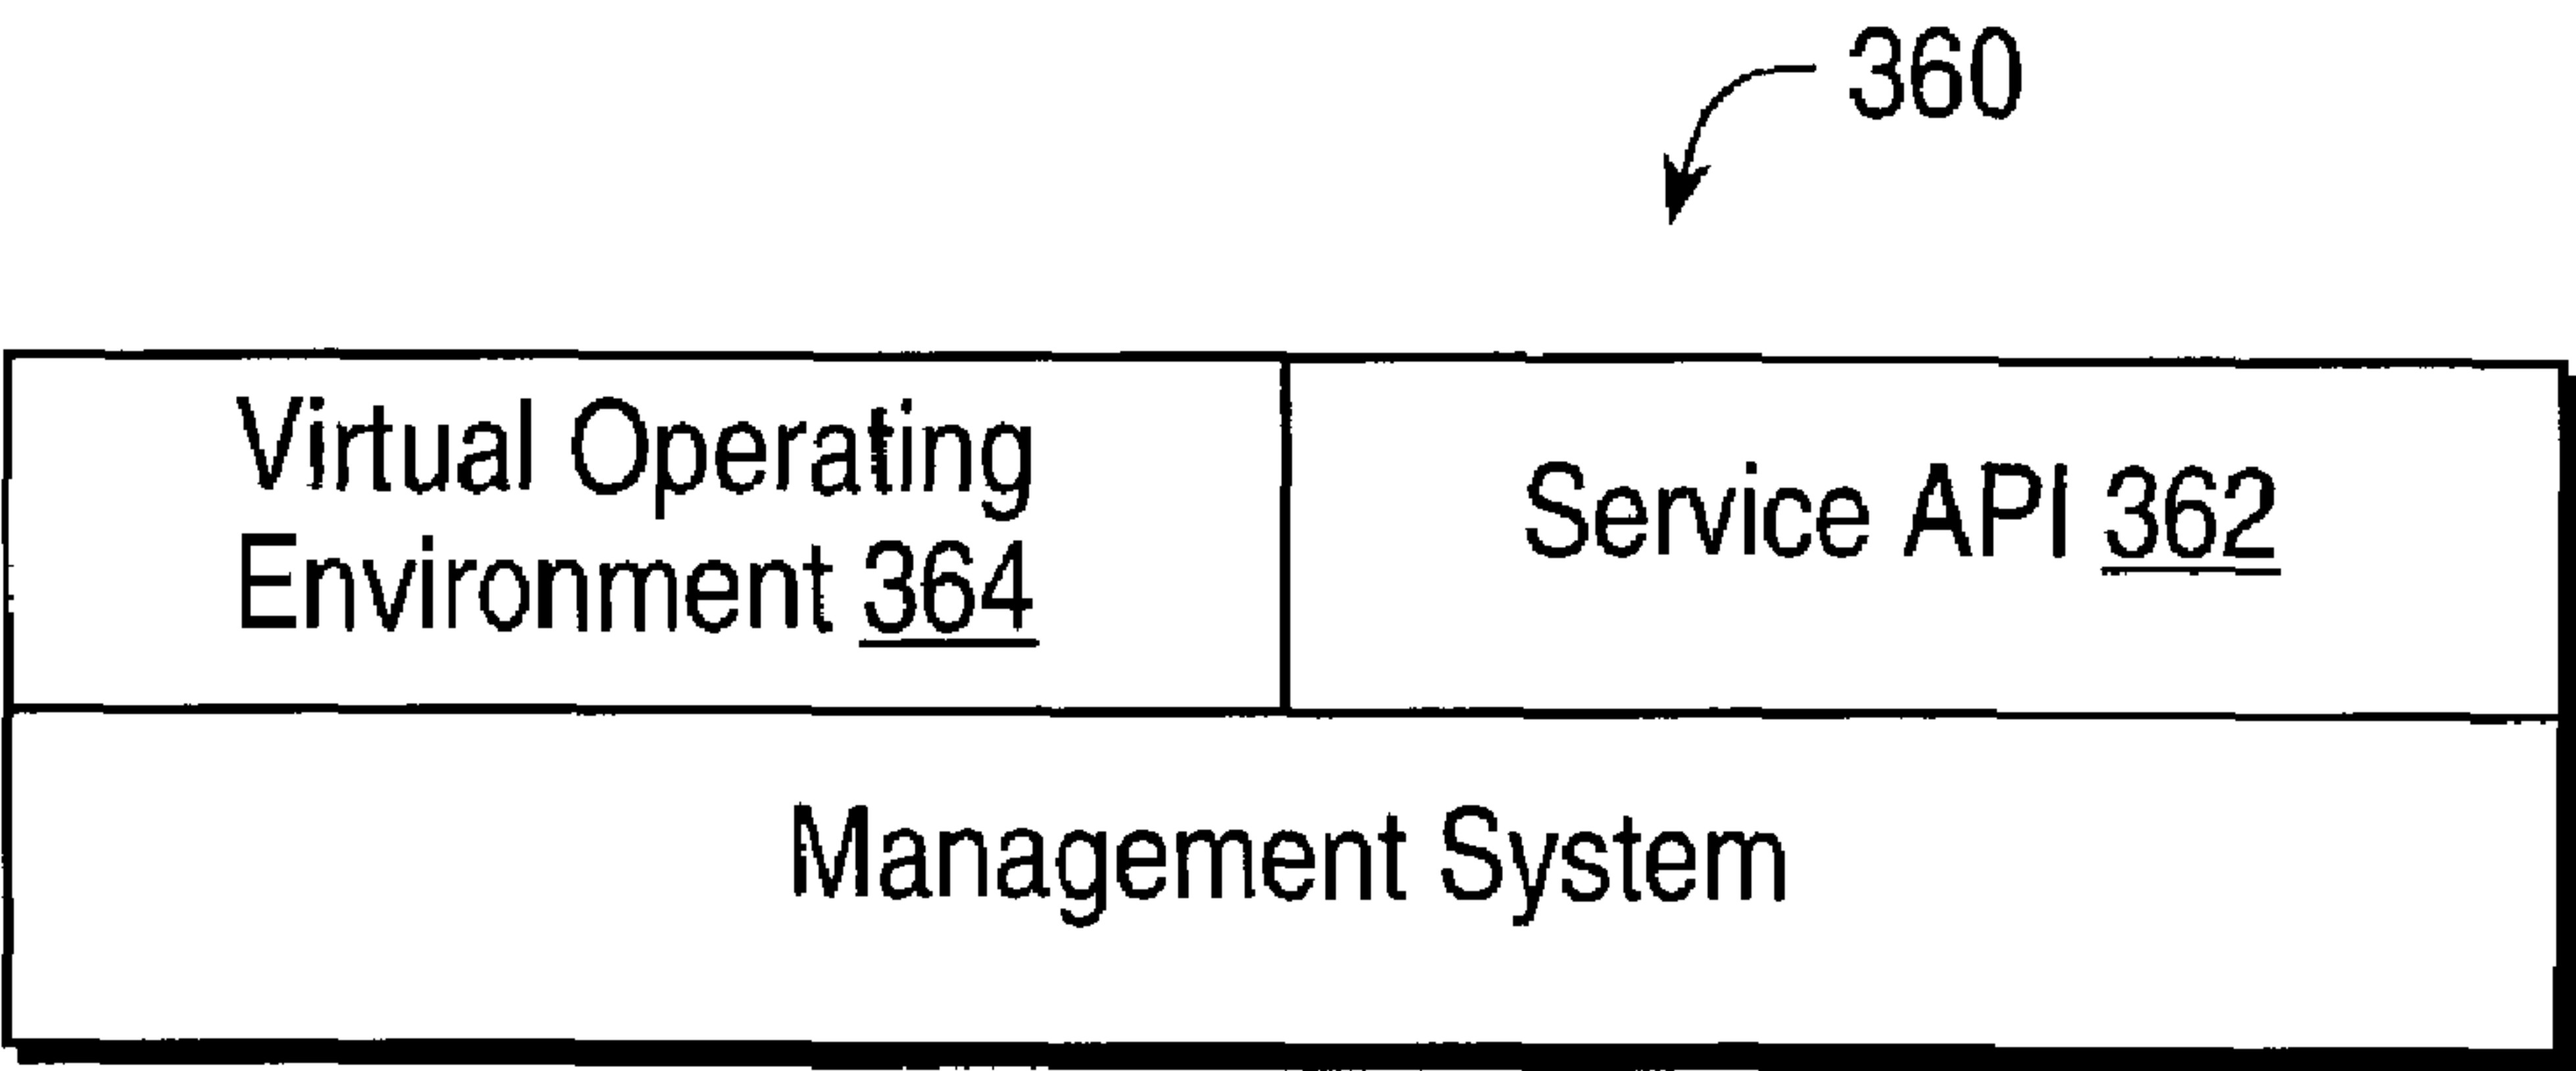 360
Virtual Operating
Environment 364
Service API 362
Management System